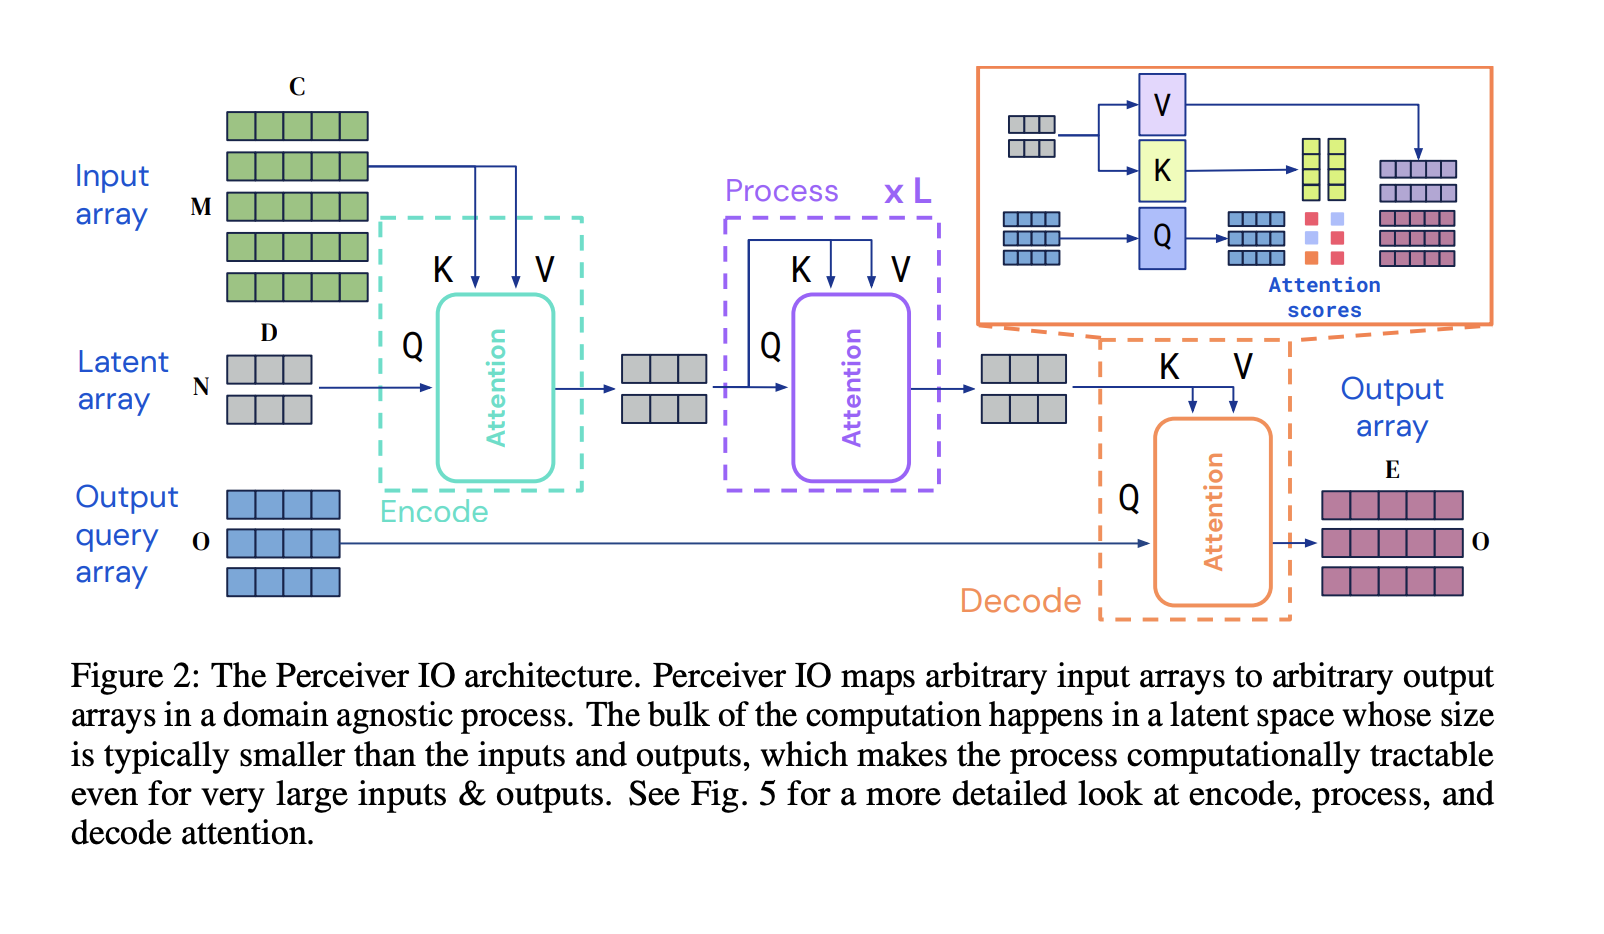 C
Input
array
M
D
Latent
array
N
Output
query
array
O
K
V
Q
Attention
Encode
Process
x L
K
V
Q
Attention
V
K
Q
Attention
scores
K
V
Q
Attention
Decode
Output
array
E
O
Figure 2: The Perceiver IO architecture. Perceiver IO maps arbitrary input arrays to arbitrary output
arrays in a domain agnostic process. The bulk of the computation happens in a latent space whose size
is typically smaller than the inputs and outputs, which makes the process computationally tractable
even for very large inputs & outputs. See Fig. 5 for a more detailed look at encode, process, and
decode attention.